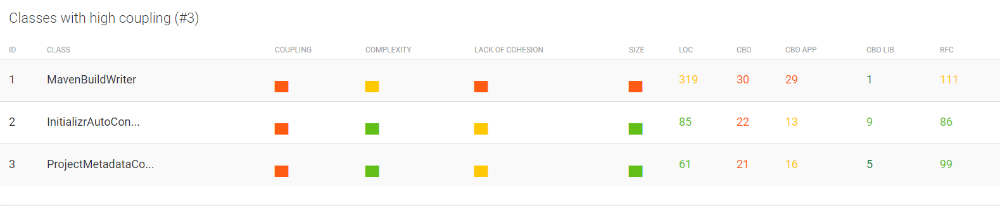 Classes with high coupling (#3)
ID CLASS COUPLING COMPLEXITY LACK OF COHESION SIZE LOC CBO CBO APP CBO LIB RFC
1 MavenBuildWriter 319 30 29 1 111
2 InitializrAutoCon... 85 22 13 9 86
3 ProjectMetadataCo... 61 21 16 5 99